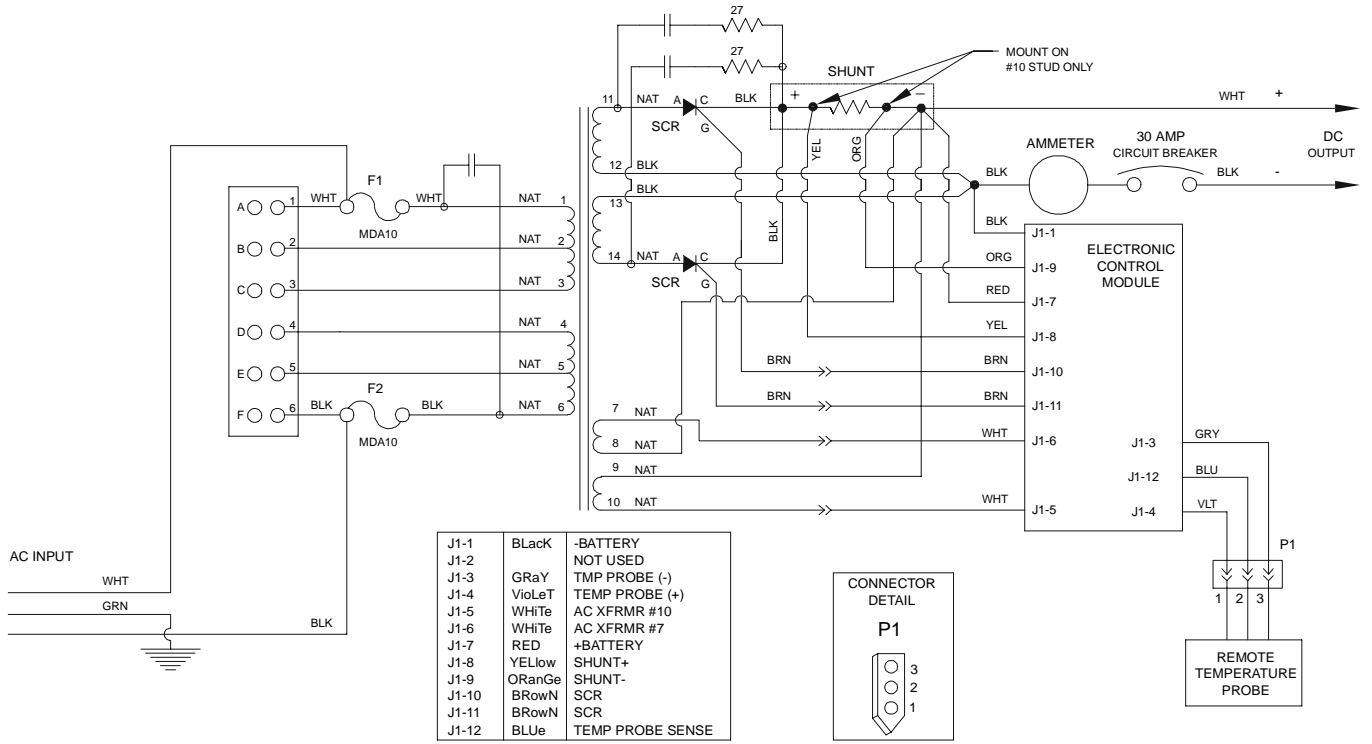 27
27
MOUNT ON
#10 STUD ONLY
SHUNT
11 NAT A C BLK + − WHT +
SCR G
YEL ORG
AMMETER
30 AMP
CIRCUIT BREAKER
DC
OUTPUT
12 BLK
BLK BLK -
BLK
13
BLK
14 NAT A C
SCR G
F1
A 1 WHT WHT NAT 1
MDA10
B 2 NAT 2
C 3 NAT 3
D 4 NAT 4
E 5 NAT 5
F2
F 6 BLK BLK NAT 6
MDA10
BLK J1-1
ELECTRONIC
CONTROL
MODULE
ORG J1-9
RED J1-7
YEL J1-8
BRN BRN J1-10
BRN BRN J1-11
7 NAT WHT J1-6
8 NAT
9 NAT
10 NAT WHT J1-5
J1-3 GRY
J1-12 BLU
J1-4 VLT
P1
1 2 3
REMOTE
TEMPERATURE
PROBE
AC INPUT
WHT
GRN
BLK
J1-1 BLacK -BATTERY
J1-2 NOT USED
J1-3 GRaY TMP PROBE (-)
J1-4 VioLeT TEMP PROBE (+)
J1-5 WHiTe AC XFRMR #10
J1-6 WHiTe AC XFRMR #7
J1-7 RED +BATTERY
J1-8 YELlow SHUNT+
J1-9 ORanGe SHUNT-
J1-10 BRowN SCR
J1-11 BRowN SCR
J1-12 BLUe TEMP PROBE SENSE
CONNECTOR
DETAIL
P1
3
2
1